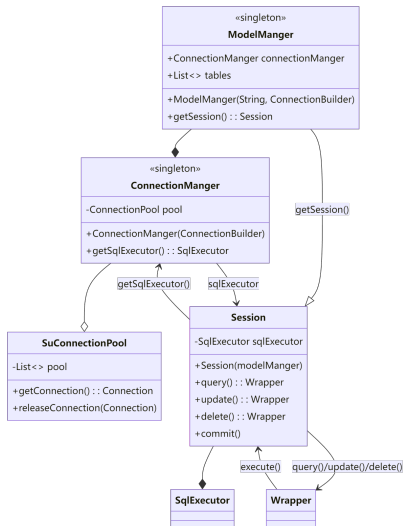 «singleton»
ModelManger
+ConnectionManger connectionManger
+List<> tables
+ModelManger(String, ConnectionBuilder)
+getSession() : : Session
«singleton»
ConnectionManger
-ConnectionPool pool
+ConnectionManger(ConnectionBuilder)
+getSqlExecutor() : : SqlExecutor
getSession()
getSqlExecutor()
sqlExecutor
SuConnectionPool
-List<> pool
+getConnection() : : Connection
+releaseConnection(Connection)
Session
-SqlExecutor sqlExecutor
+Session(modelManger)
+query() : : Wrapper
+update() : : Wrapper
+delete() : : Wrapper
+commit()
execute()
query()/update()/delete()
SqlExecutor
Wrapper